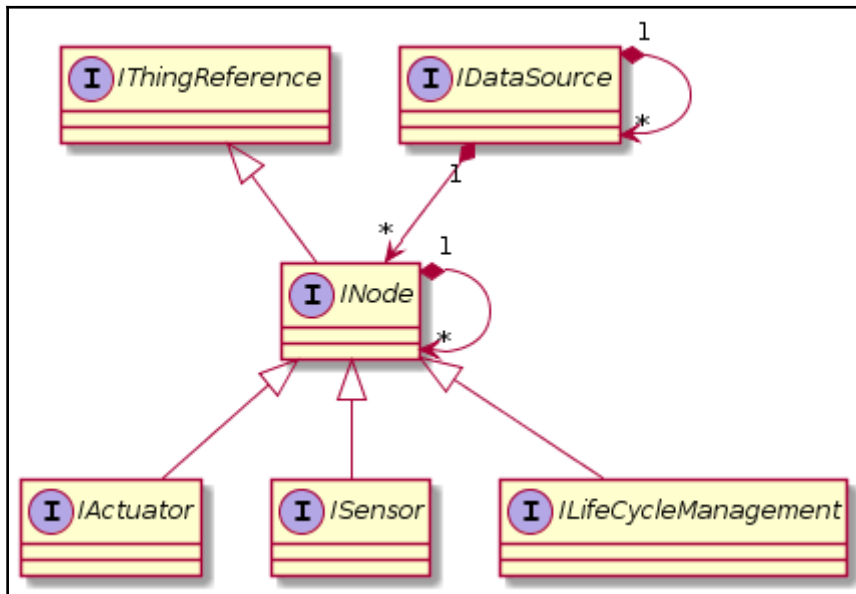 1
I IThingReference
I IDataSource
*
1
*
1
I INode
*
I IActuator
I ISensor
I ILifeCycleManagement